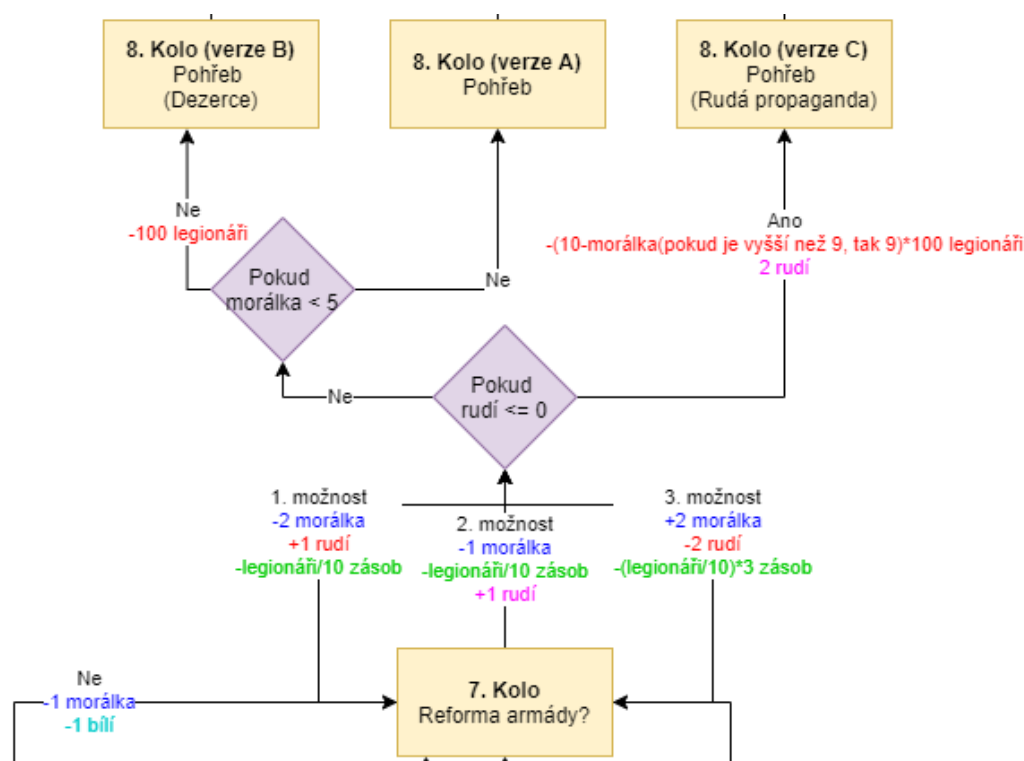 8. Kolo (verze B)
Pohřeb
(Dezerce)
8. Kolo (verze A)
Pohřeb
8. Kolo (verze C)
Pohřeb
(Rudá propaganda)
Ne
-100 legionáři
Pokud
morálka < 5
Ne
Ano
-(10-morálka(pokud je vyšší než 9, tak 9)*100 legionáři
2 rudí
Ne
Pokud
rudí <= 0
1. možnost
-2 morálka
+1 rudí
-legionáři/10 zásob
2. možnost
-1 morálka
-legionáři/10 zásob
+1 rudí
3. možnost
+2 morálka
-2 rudí
-(legionáři/10)*3 zásob
Ne
-1 morálka
-1 bílí
7. Kolo
Reforma armády?